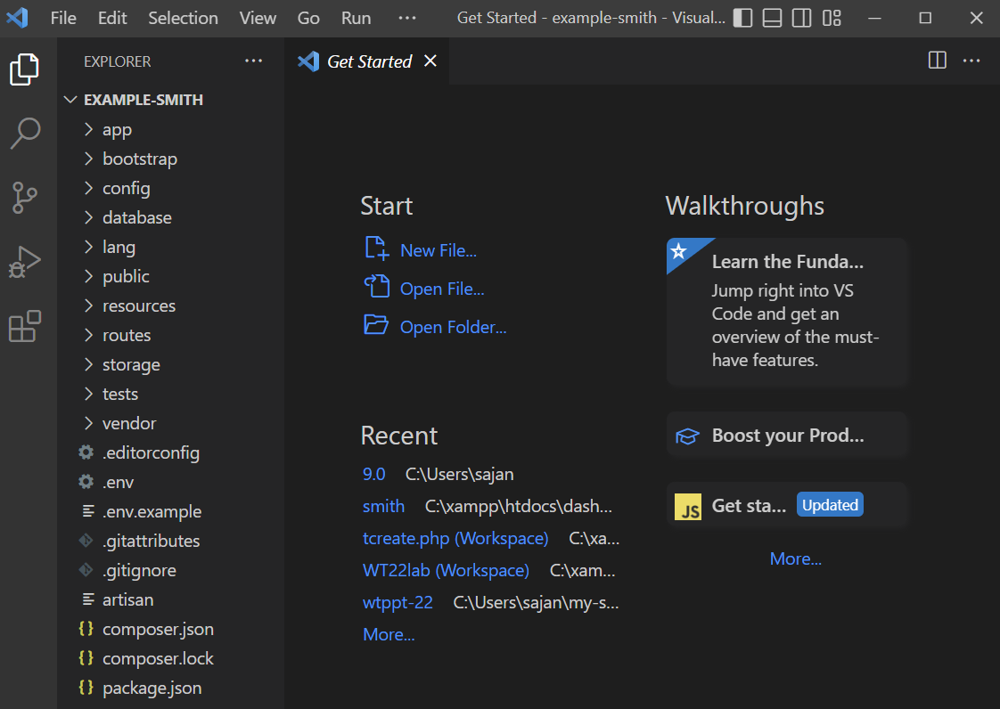 File Edit Selection View Go Run ··· Get Started - example-smith - Visual...
EXPLORER ···
Get Started
EXAMPLE-SMITH
app
bootstrap
config
database
lang
public
resources
routes
storage
tests
vendor
.editorconfig
.env
.env.example
.gitattributes
.gitignore
artisan
{} composer.json
{} composer.lock
{} package.json
Start
New File...
Open File...
Open Folder...
Recent
9.0 C:\Users\sajan
smith C:\xampp\htdocs\dash...
tcreate.php (Workspace) C:\xa...
WT22lab (Workspace) C:\xam...
wtppt-22 C:\Users\sajan\my-s...
More...
Walkthroughs
Learn the Funda...
Jump right into VS
Code and get an
overview of the must-
have features.
Boost your Prod...
JS Get sta... Updated
More...